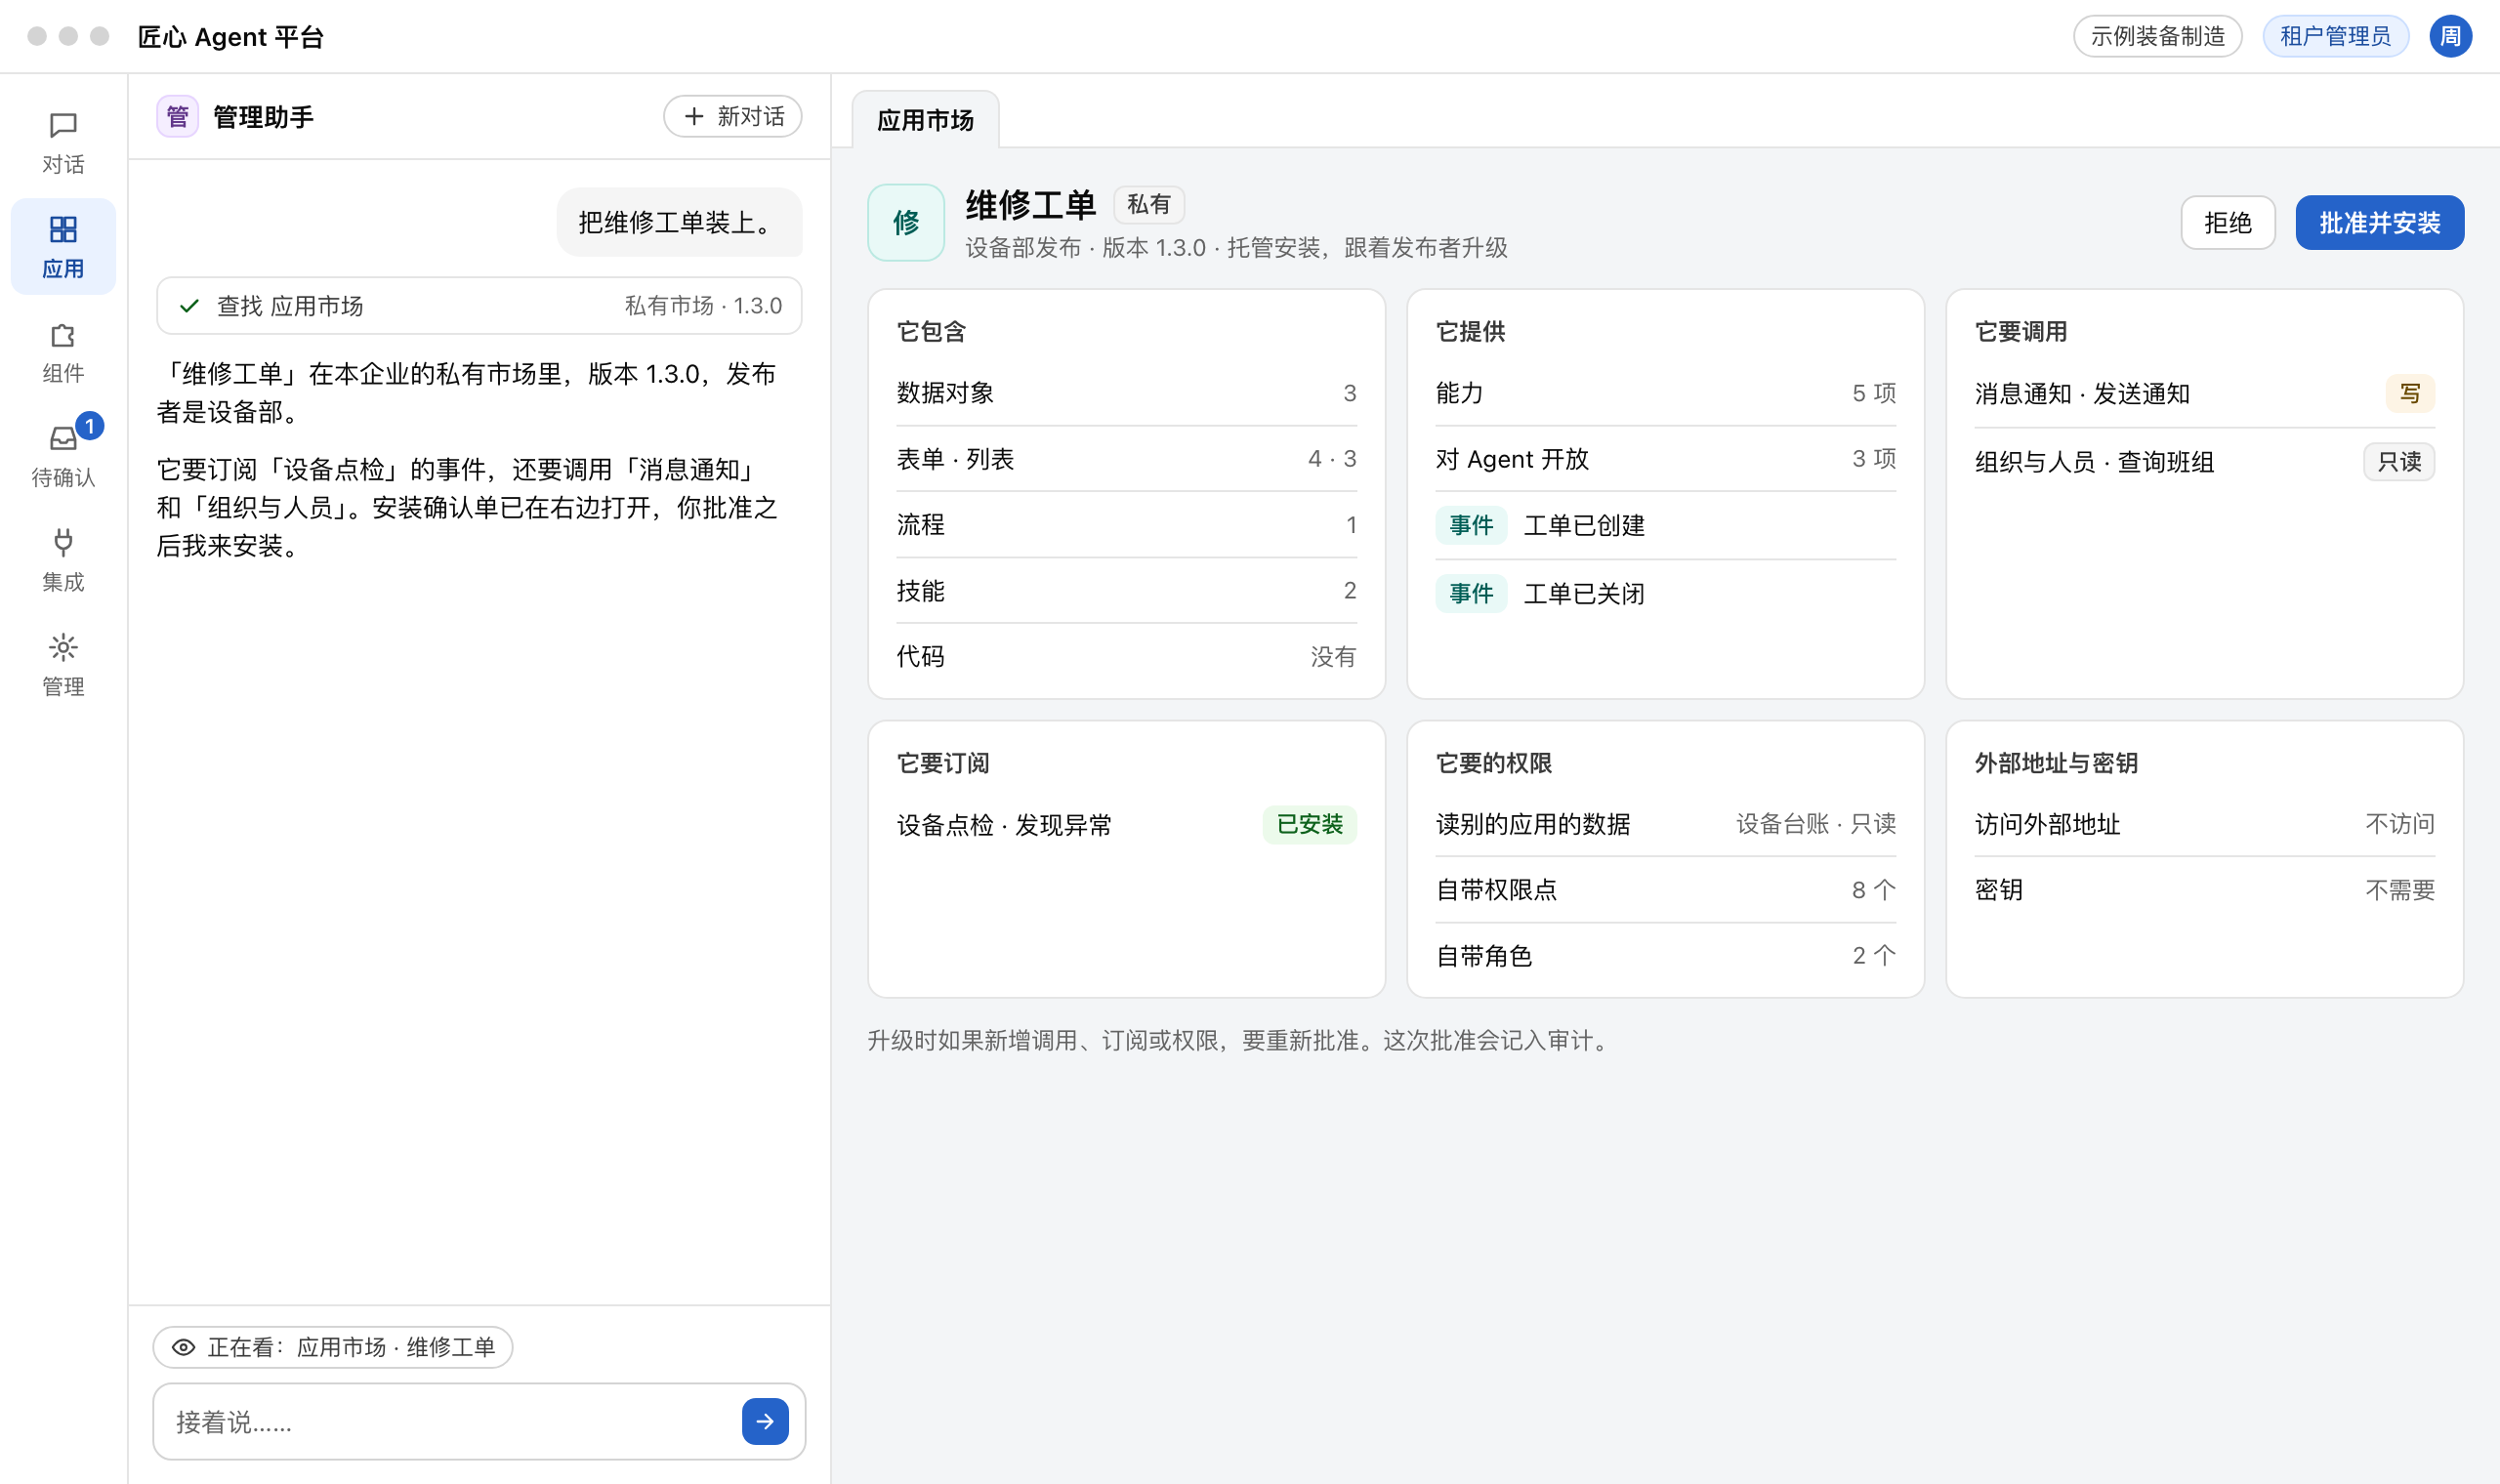 匠心 Agent 平台
示例装备制造
租户管理员
周
对话
应用
组件
1
待确认
集成
管理
管 管理助手
新对话
把维修工单装上。
查找 应用市场 私有市场 · 1.3.0
「维修工单」在本企业的私有市场里，版本 1.3.0，发布
者是设备部。
它要订阅「设备点检」的事件，还要调用「消息通知」
和「组织与人员」。安装确认单已在右边打开，你批准之
后我来安装。
正在看：应用市场 · 维修工单
接着说……
应用市场
修
维修工单 私有
设备部发布 · 版本 1.3.0 · 托管安装，跟着发布者升级
拒绝
批准并安装
它包含
数据对象 3
表单 · 列表 4 · 3
流程 1
技能 2
代码 没有
它提供
能力 5 项
对 Agent 开放 3 项
事件 工单已创建
事件 工单已关闭
它要调用
消息通知 · 发送通知 写
组织与人员 · 查询班组 只读
它要订阅
设备点检 · 发现异常 已安装
它要的权限
读别的应用的数据 设备台账 · 只读
自带权限点 8 个
自带角色 2 个
外部地址与密钥
访问外部地址 不访问
密钥 不需要
升级时如果新增调用、订阅或权限，要重新批准。这次批准会记入审计。